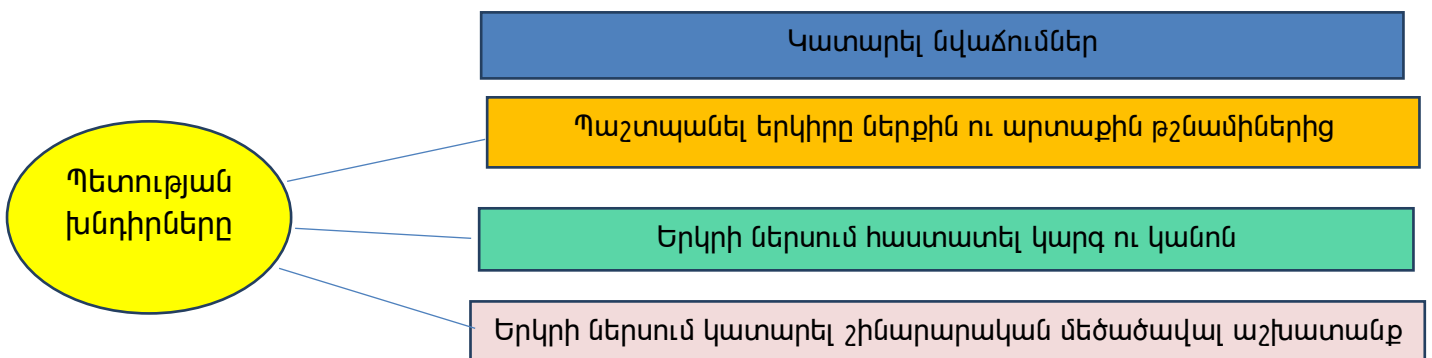 Կատարել նվաճումներ
Պաշտպանել երկիրը ներքին ու արտաքին թշնամիներից
Պետության
խնդիրները
Երկրի ներսում հաստատել կարգ ու կանոն
Երկրի ներսում կատարել շինարարական մեծածավալ աշխատանք